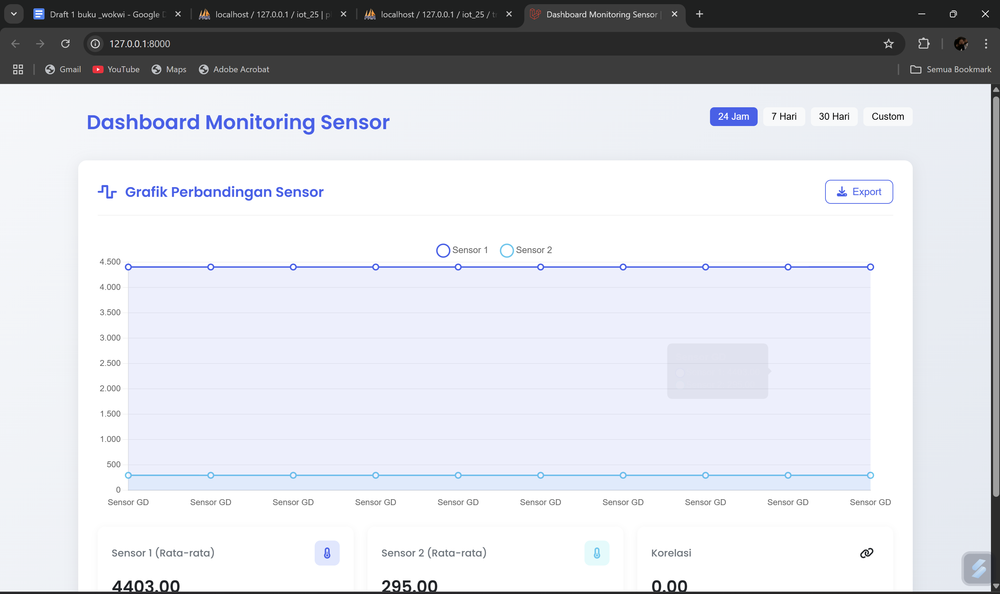 Draft 1 buku _wokwi - Google D
localhost / 127.0.0.1 / iot_25 | p
localhost / 127.0.0.1 / iot_25 / tr
Dashboard Monitoring Sensor |
127.0.0.1:8000
Gmail
YouTube
Maps
Adobe Acrobat
Semua Bookmark
Dashboard Monitoring Sensor
24 Jam
7 Hari
30 Hari
Custom
Grafik Perbandingan Sensor
Export
Sensor 1
Sensor 2
4.500
4.000
3.500
3.000
2.500
2.000
1.500
1.000
500
0
Sensor GD
Sensor GD
Sensor GD
Sensor GD
Sensor GD
Sensor GD
Sensor GD
Sensor GD
Sensor GD
Sensor GD
Sensor 1 (Rata-rata)
4403.00
Sensor 2 (Rata-rata)
295.00
Korelasi
0.00